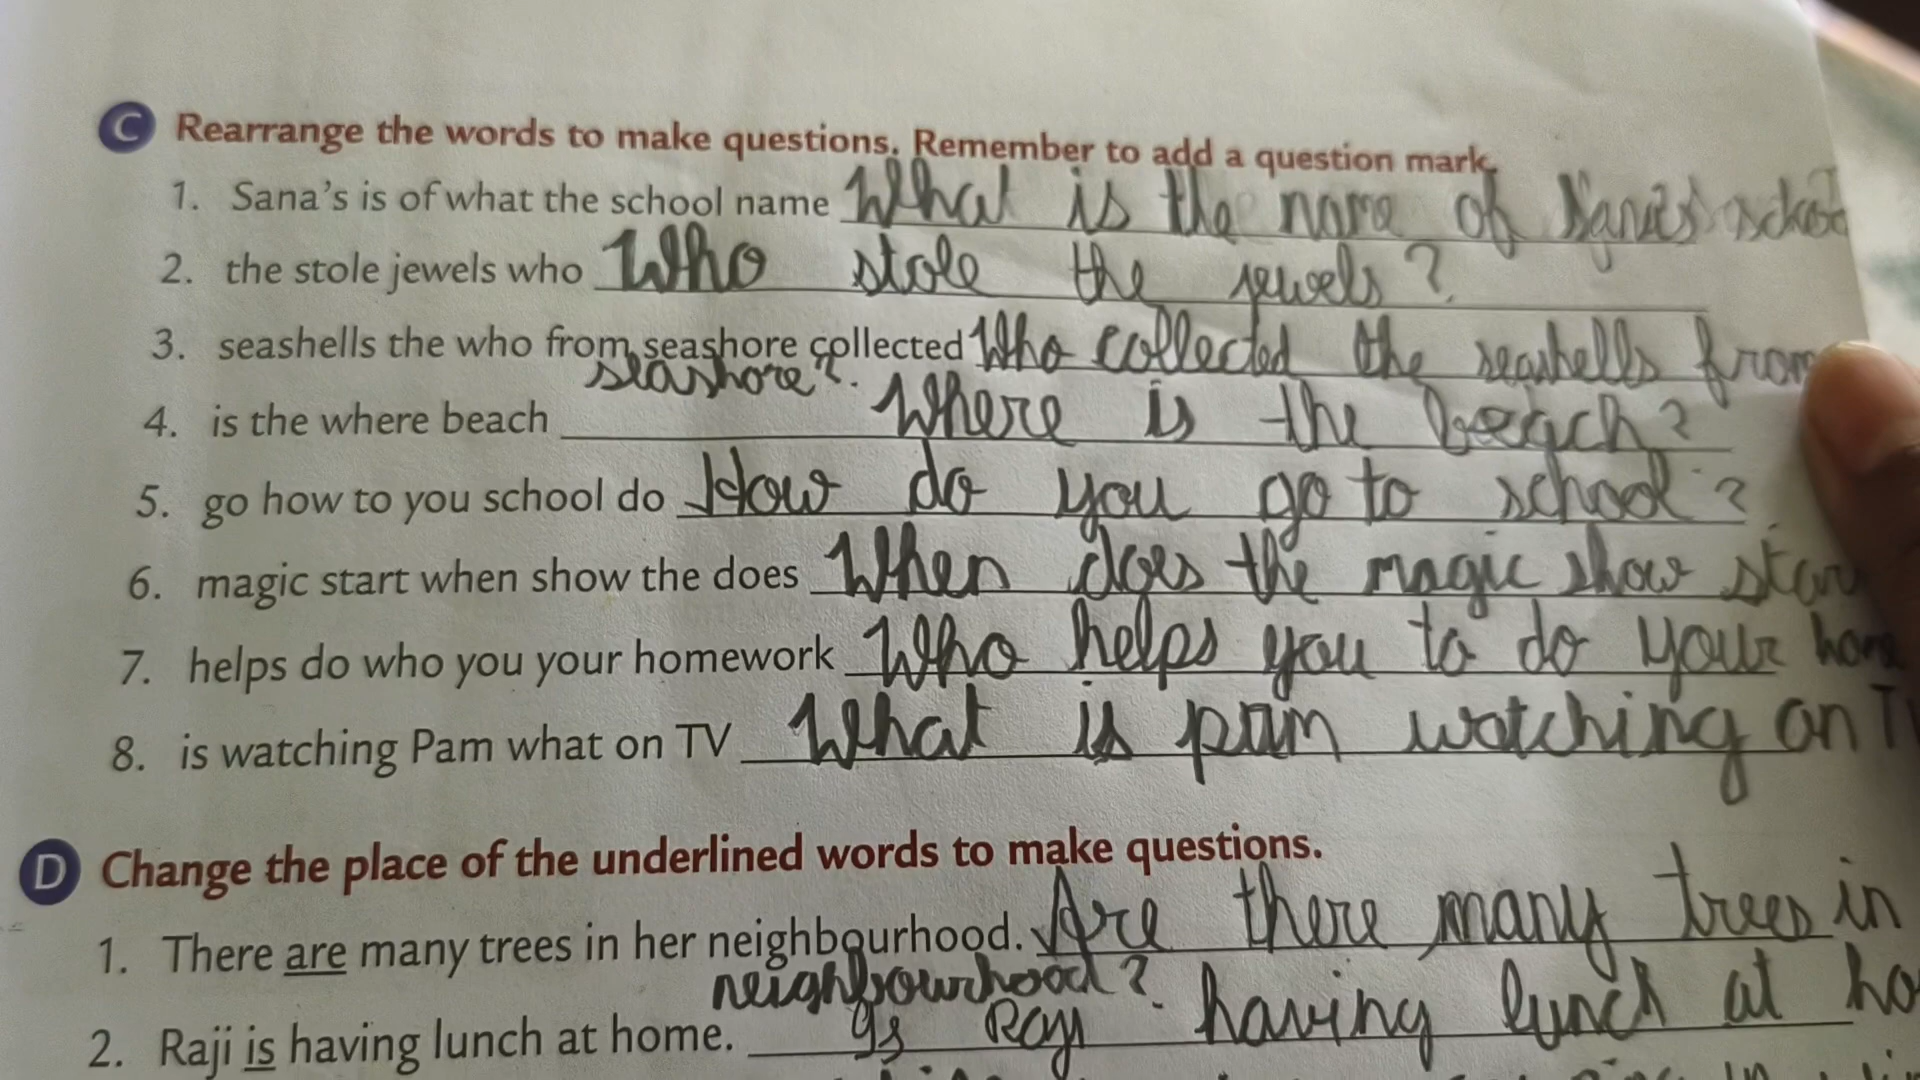 C Rearrange the words to make questions. Remember to add a question mark.
1. Sana's is of what the school name What is the name of Sana's school
2. the stole jewels who Who stole the jewels?
3. seashells the who from seashore collected Who collected the seashells from
seashore?
4. is the where beach Where is the beach?
5. go how to you school do How do you go to school?
6. magic start when show the does When does the magic show star
7. helps do who you your homework Who helps you to do your home
8. is watching Pam what on TV What is pam watching on TV
D Change the place of the underlined words to make questions.
1. There are many trees in her neighbourhood. Are there many trees in
neighbourhood?
2. Raji is having lunch at home. Is Raji having lunch at ho